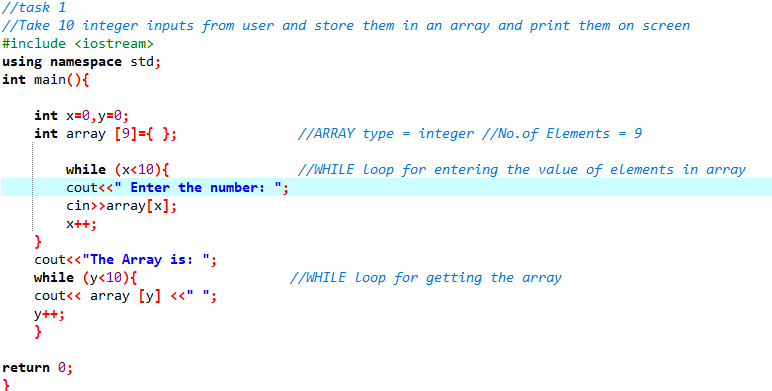 //task 1
//Take 10 integer inputs from user and store them in an array and print them on screen
#include <iostream>
using namespace std;
int main(){
int x=0,y=0;
int array [9]={ }; //ARRAY type = integer //No.of Elements = 9
while (x<10){ //WHILE loop for entering the value of elements in array
cout<<" Enter the number: ";
cin>>array[x];
x++;
}
cout<<"The Array is: ";
while (y<10){ //WHILE loop for getting the array
cout<< array [y] <<" ";
y++;
}
return 0;
}